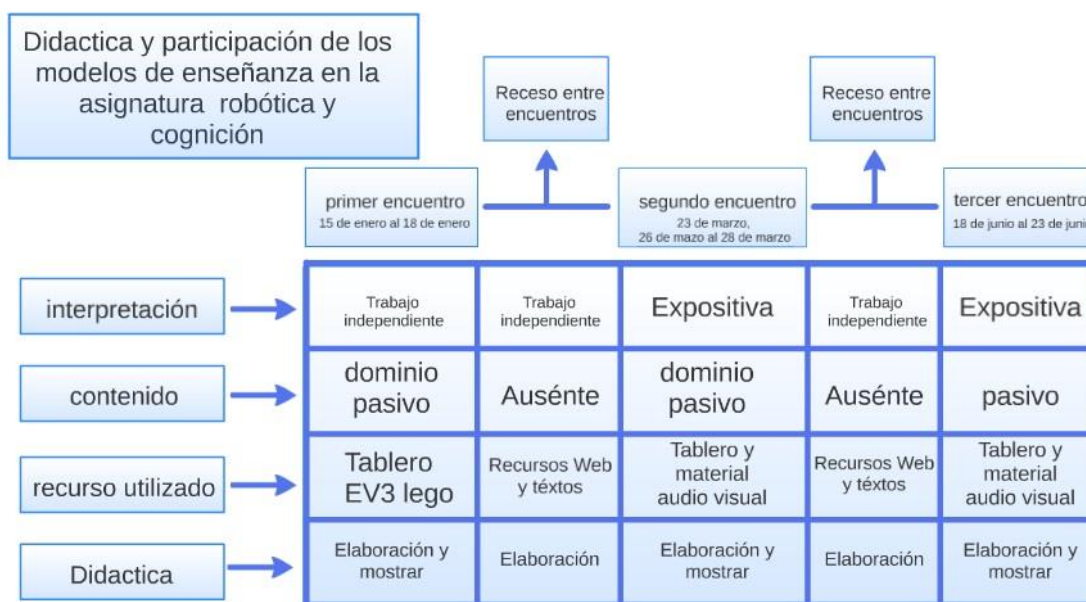 Didactica y participación de los
modelos de enseñanza en la
asignatura robótica y
cognición
Receso entre
encuentros
Receso entre
encuentros
primer encuentro
15 de enero al 18 de enero
segundo encuentro
23 de marzo,
26 de mazo al 28 de marzo
tercer encuentro
18 de junio al 23 de junio
interpretación
Trabajo
independiente
Trabajo
independiente
Expositiva
Trabajo
independiente
Expositiva
contenido
dominio
pasivo
Ausénte
dominio
pasivo
Ausénte
pasivo
recurso utilizado
Tablero
EV3 lego
Recursos Web
y téxtos
Tablero y
material
audio visual
Recursos Web
y téxtos
Tablero y
material
audio visual
Didactica
Elaboración y
mostrar
Elaboración
Elaboración y
mostrar
Elaboración
Elaboración y
mostrar